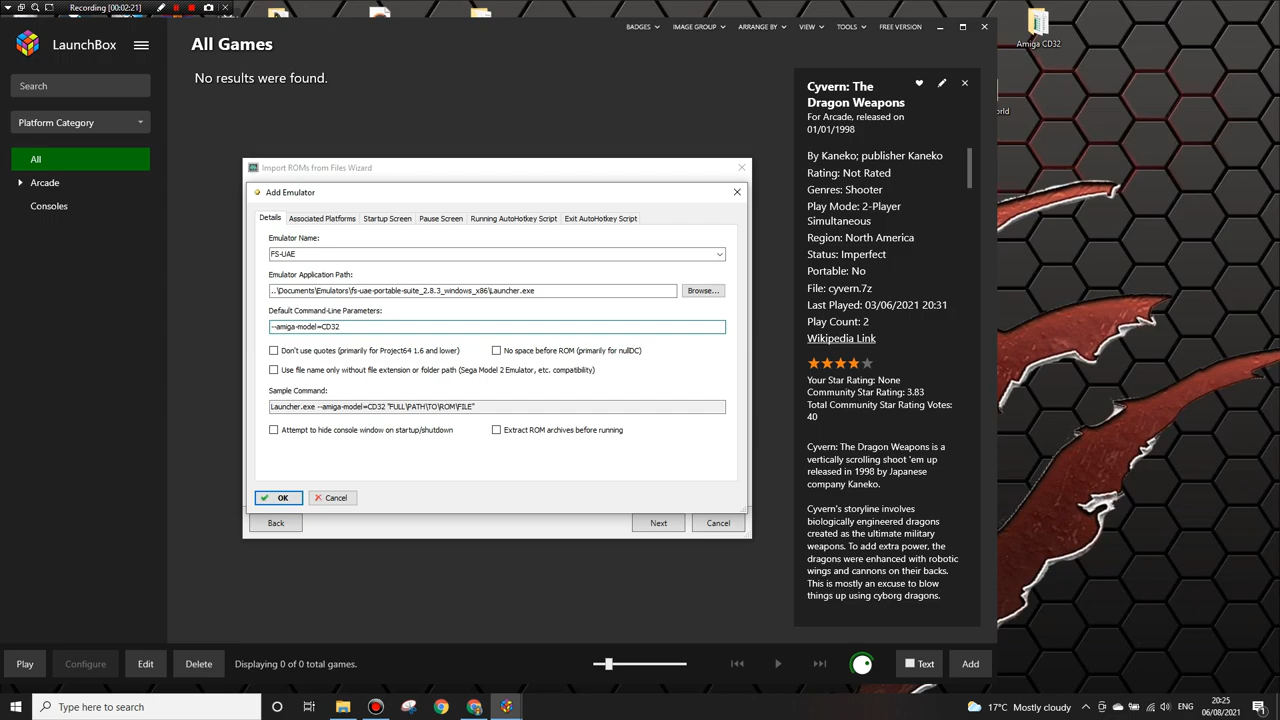 Recording [00:02:21]
LaunchBox
All Games
BADGES
IMAGE GROUP
ARRANGE BY
VIEW
TOOLS
FREE VERSION
Amiga CD32
No results were found.
Search
Platform Category
All
Arcade
Consoles
Import ROMs from Files Wizard
Add Emulator
Details
Associated Platforms
Startup Screen
Pause Screen
Running AutoHotkey Script
Exit AutoHotkey Script
Emulator Name:
FS-UAE
Emulator Application Path:
..\Documents\Emulators\fs-uae-portable-suite_2.8.3_windows_x86\Launcher.exe
Browse...
Default Command-Line Parameters:
--amiga-model=CD32
Don't use quotes (primarily for Project64 1.6 and lower)
No space before ROM (primarily for nullDC)
Use file name only without file extension or folder path (Sega Model 2 Emulator, etc. compatibility)
Sample Command:
Launcher.exe --amiga-model=CD32 "FULL\PATH\TO\ROM\FILE"
Attempt to hide console window on startup/shutdown
Extract ROM archives before running
OK
Cancel
Back
Next
Cancel
Cyvern: The
Dragon Weapons
For Arcade, released on
01/01/1998
By Kaneko; publisher Kaneko
Rating: Not Rated
Genres: Shooter
Play Mode: 2-Player
Simultaneous
Region: North America
Status: Imperfect
Portable: No
File: cyvern.7z
Last Played: 03/06/2021 20:31
Play Count: 2
Wikipedia Link
Your Star Rating: None
Community Star Rating: 3.83
Total Community Star Rating Votes:
40
Cyvern: The Dragon Weapons is a
vertically scrolling shoot 'em up
released in 1998 by Japanese
company Kaneko.
Cyvern's storyline involves
biologically engineered dragons
created as the ultimate military
weapons. To add extra power, the
dragons were enhanced with robotic
wings and cannons on their backs.
This is mostly an excuse to blow
things up using cyborg dragons.
orld
Play
Configure
Edit
Delete
Displaying 0 of 0 total games.
Text
Add
Type here to search
17°C Mostly cloudy
ENG
20:25
06/08/2021
1